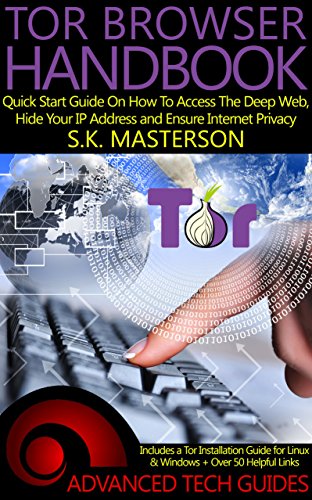 TOR BROWSER
HANDBOOK
Quick Start Guide On How To Access The Deep Web,
Hide Your IP Address and Ensure Internet Privacy
S.K. MASTERSON
Tor
Includes a Tor Installation Guide for Linux
& Windows + Over 50 Helpful Links
ADVANCED TECH GUIDES